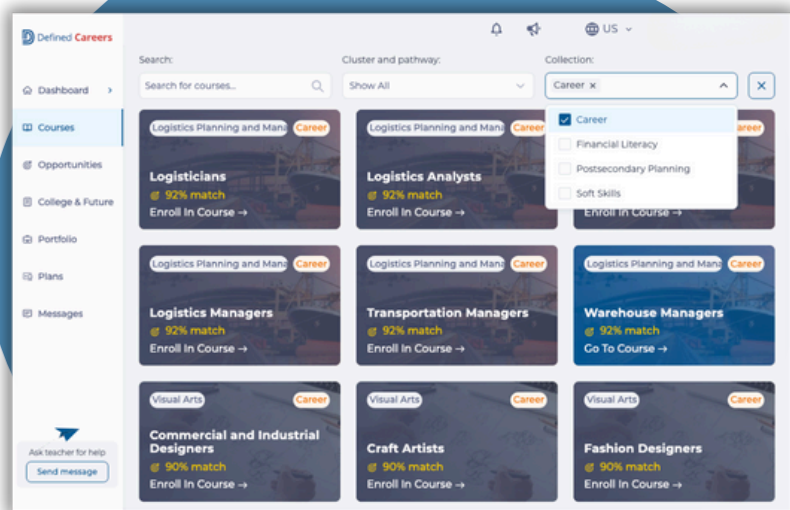 Defined Careers
US
Search:
Cluster and pathway:
Collection:
Search for courses...
Show All
Career ×
Dashboard
Courses
Opportunities
College & Future
Portfolio
Plans
Messages
Ask teacher for help
Send message
Career
Financial Literacy
Postsecondary Planning
Soft Skills
Logistics Planning and Mana Career
Logisticians
92% match
Enroll In Course →
Logistics Planning and Mana Career
Logistics Analysts
92% match
Enroll In Course →
Career
Enroll In Course →
Logistics Planning and Mana Career
Logistics Managers
92% match
Enroll In Course →
Logistics Planning and Mana Career
Transportation Managers
92% match
Enroll In Course →
Logistics Planning and Mana Career
Warehouse Managers
92% match
Go To Course →
Visual Arts Career
Commercial and Industrial
Designers
90% match
Enroll In Course →
Visual Arts Career
Craft Artists
90% match
Enroll In Course →
Visual Arts Career
Fashion Designers
90% match
Enroll In Course →